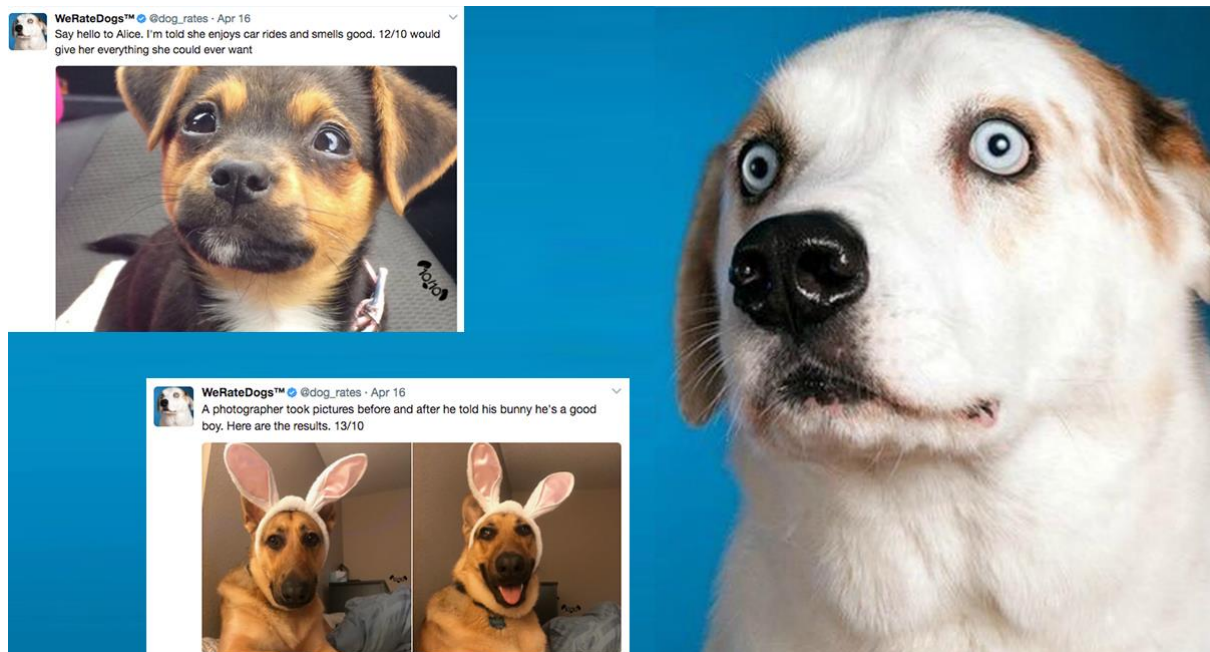 WeRateDogs™ @dog_rates · Apr 16
Say hello to Alice. I'm told she enjoys car rides and smells good. 12/10 would
give her everything she could ever want
WeRateDogs™ @dog_rates · Apr 16
A photographer took pictures before and after he told his bunny he's a good
boy. Here are the results. 13/10